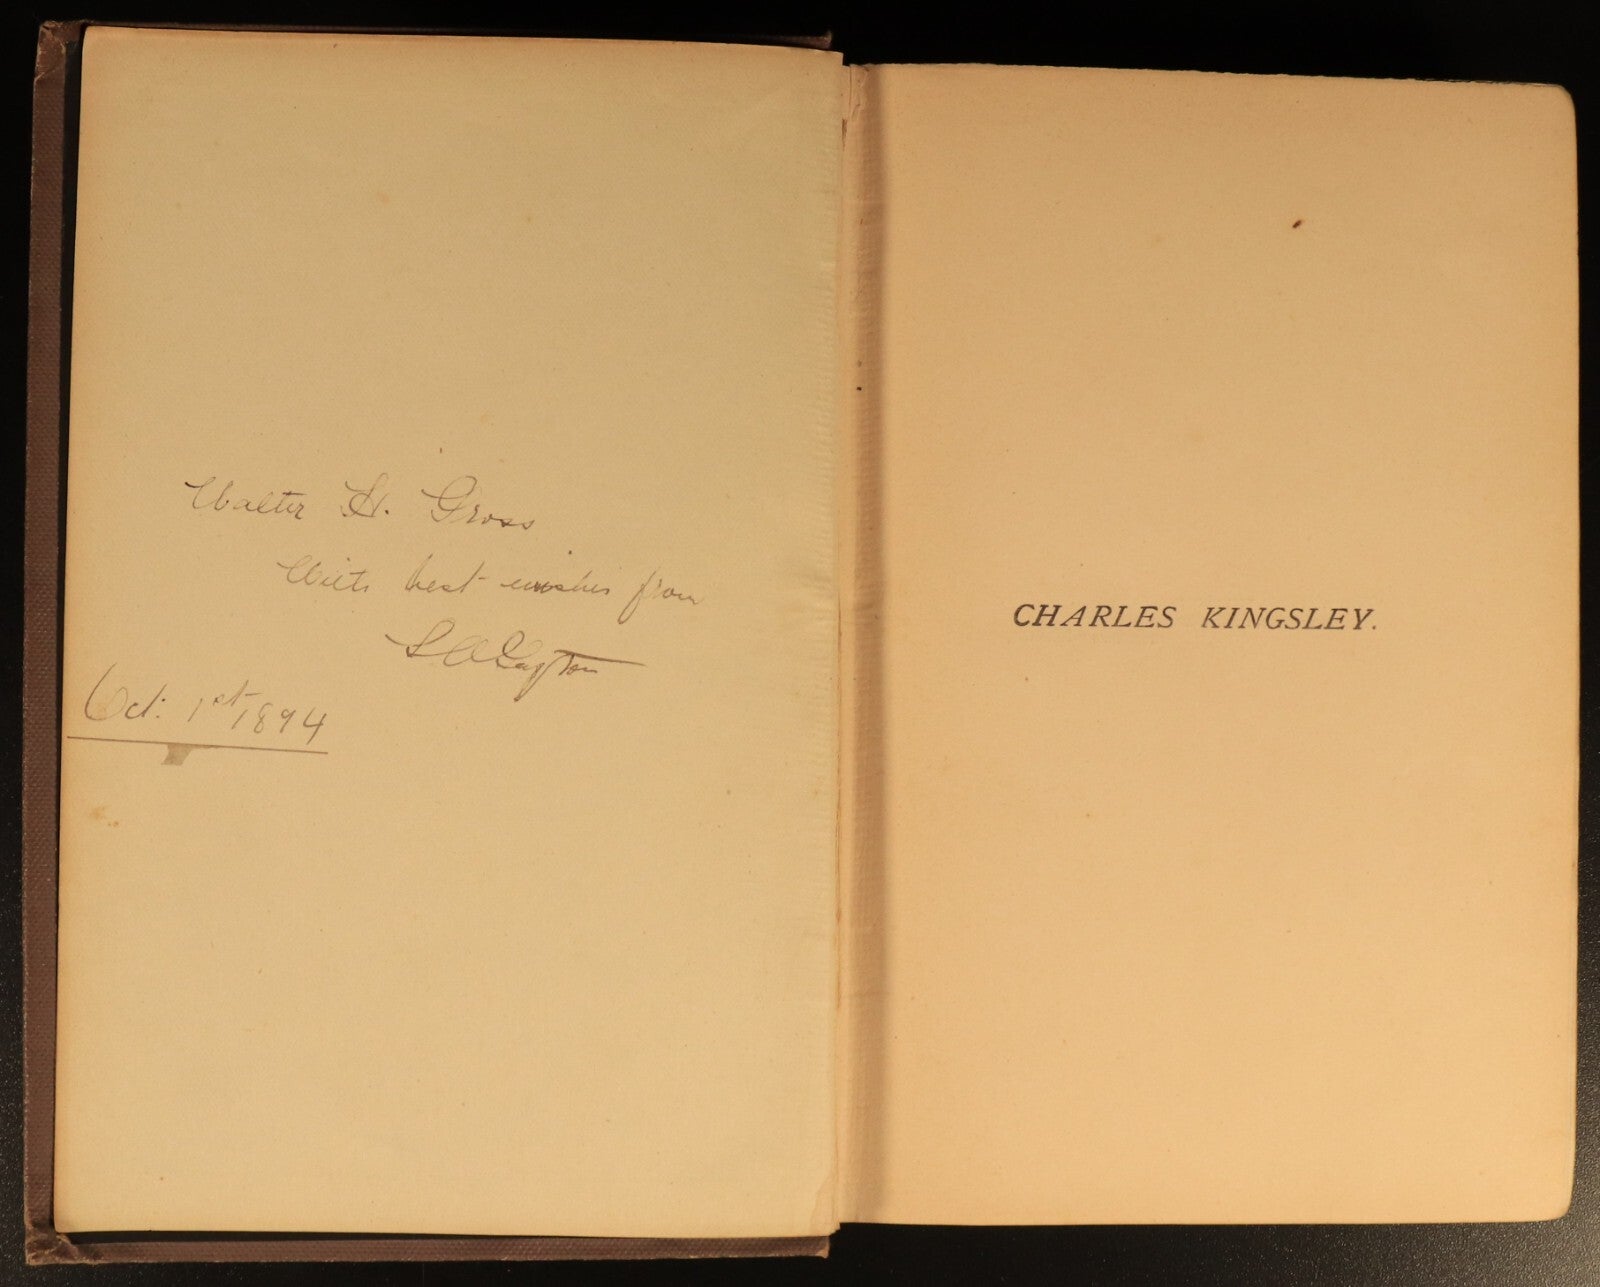 Walter H. Gross
With best wishes from
Oct. 1st 1894
CHARLES KINGSLEY.